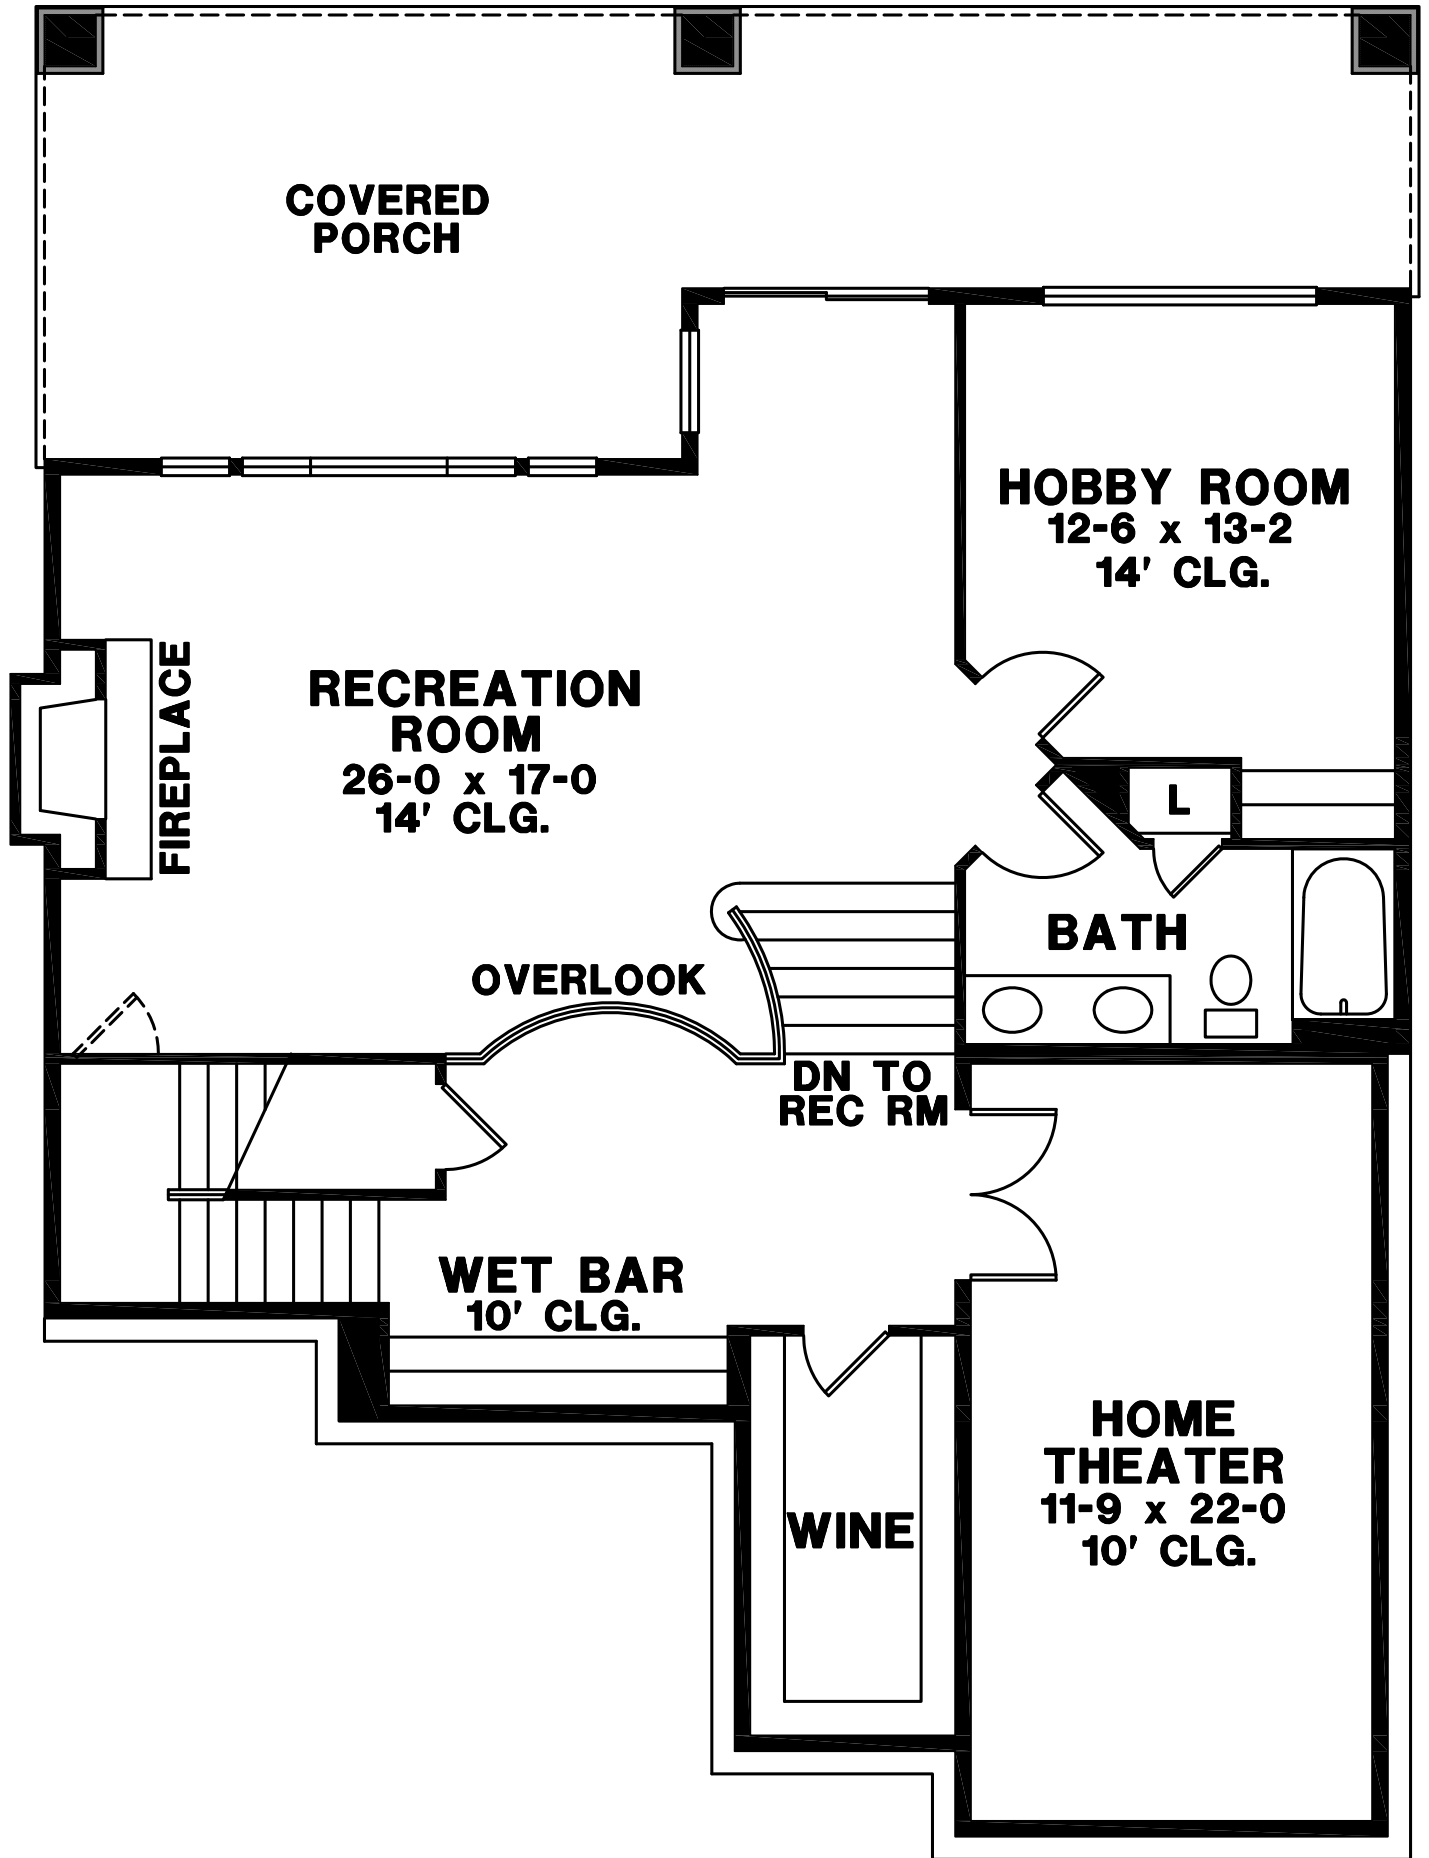 COVERED
PORCH
HOBBY ROOM
12-6 x 13-2
14' CLG.
FIREPLACE
RECREATION
ROOM
26-0 x 17-0
14' CLG.
L
BATH
OVERLOOK
DN TO
REC RM
WET BAR
10' CLG.
HOME
THEATER
11-9 x 22-0
10' CLG.
WINE